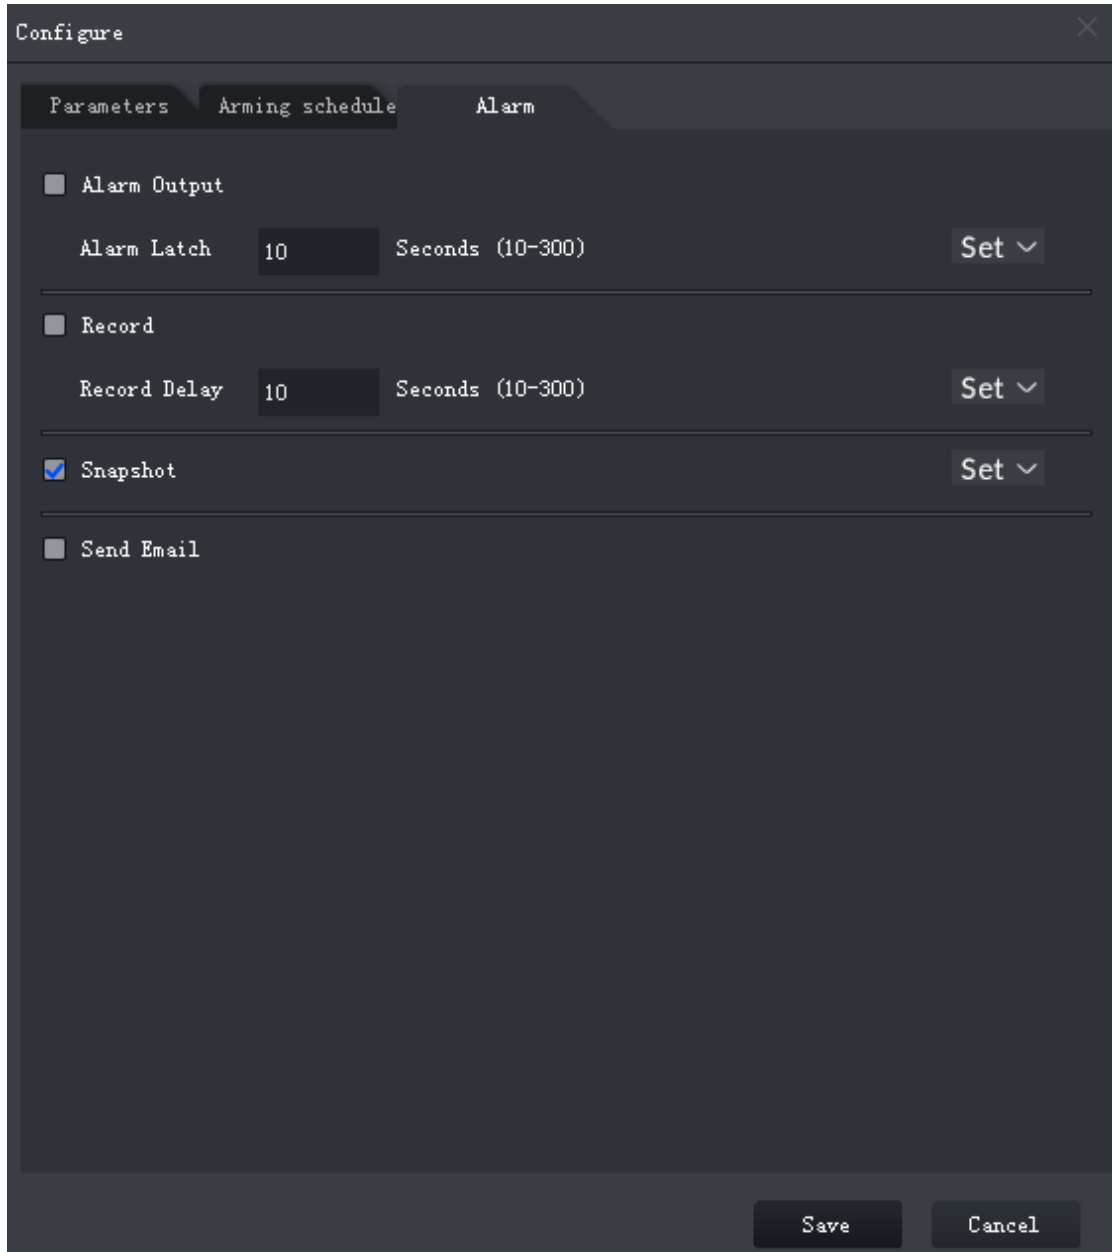 Configure
Parameters Arming schedule Alarm
Alarm Output
Alarm Latch 10 Seconds (10-300) Set
Record
Record Delay 10 Seconds (10-300) Set
Snapshot Set
Send Email
Save Cancel